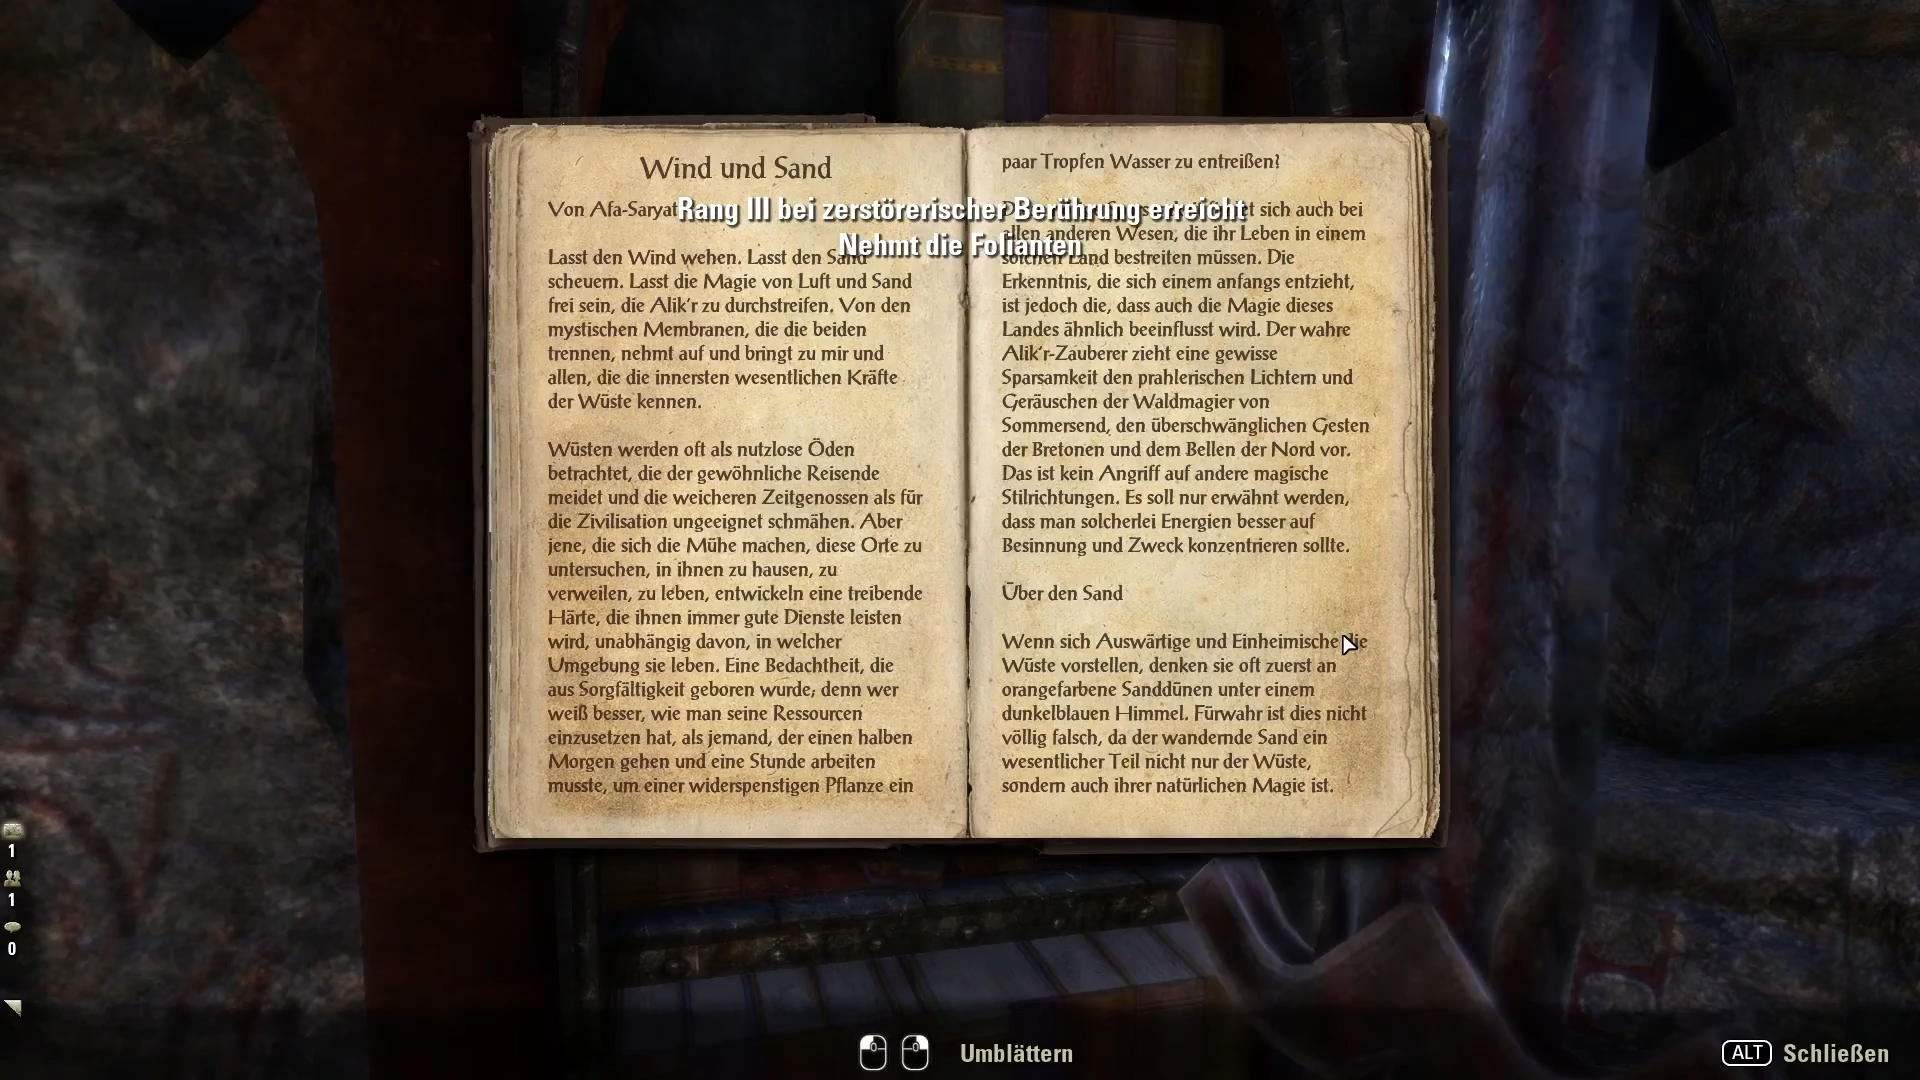 Wind und Sand
Von Afa-Saryat
Rang III bei zerstörerischer Berührung erreicht
Nehmt die Folianten
Lasst den Wind wehen. Lasst den Sand
scheuern. Lasst die Magie von Luft und Sand
frei sein, die Alik'r zu durchstreifen. Von den
mystischen Membranen, die die beiden
trennen, nehmt auf und bringt zu mir und
allen, die die innersten wesentlichen Kräfte
der Wüste kennen.
Wüsten werden oft als nutzlose Öden
betrachtet, die der gewöhnliche Reisende
meidet und die weicheren Zeitgenossen als für
die Zivilisation ungeeignet schmähen. Aber
jene, die sich die Mühe machen, diese Orte zu
untersuchen, in ihnen zu hausen, zu
verweilen, zu leben, entwickeln eine treibende
Härte, die ihnen immer gute Dienste leisten
wird, unabhängig davon, in welcher
Umgebung sie leben. Eine Bedachtheit, die
aus Sorgfältigkeit geboren wurde; denn wer
weiß besser, wie man seine Ressourcen
einzusetzen hat, als jemand, der einen halben
Morgen gehen und eine Stunde arbeiten
musste, um einer widerspenstigen Pflanze ein
paar Tropfen Wasser zu entreißen?
sich auch bei
allen anderen Wesen, die ihr Leben in einem
solchen Land bestreiten müssen. Die
Erkenntnis, die sich einem anfangs entzieht,
ist jedoch die, dass auch die Magie dieses
Landes ähnlich beeinflusst wird. Der wahre
Alik'r-Zauberer zieht eine gewisse
Sparsamkeit den prahlerischen Lichtern und
Geräuschen der Waldmagier von
Sommersend, den überschwänglichen Gesten
der Bretonen und dem Bellen der Nord vor.
Das ist kein Angriff auf andere magische
Stilrichtungen. Es soll nur erwähnt werden,
dass man solcherlei Energien besser auf
Besinnung und Zweck konzentrieren sollte.
Über den Sand
Wenn sich Auswärtige und Einheimische die
Wüste vorstellen, denken sie oft zuerst an
orangefarbene Sanddünen unter einem
dunkelblauen Himmel. Fürwahr ist dies nicht
völlig falsch, da der wandernde Sand ein
wesentlicher Teil nicht nur der Wüste,
sondern auch ihrer natürlichen Magie ist.
1
1
0
Umblättern
ALT Schließen